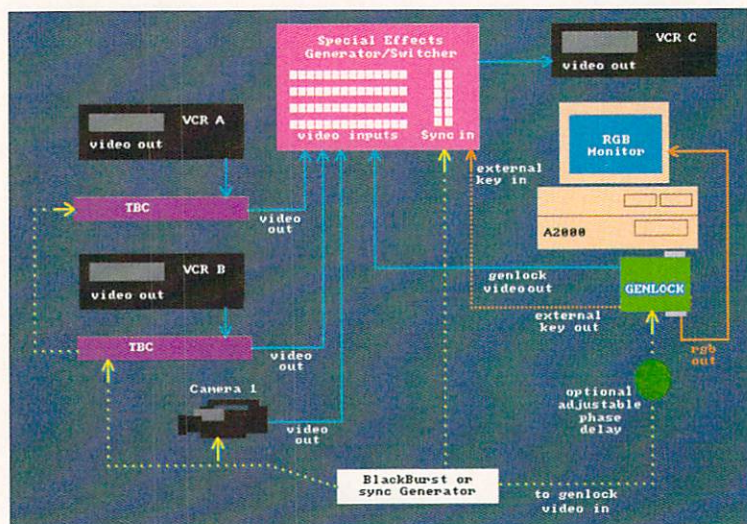 Special Effects
Generator/Switcher
video inputs
Sync in
VCR C
video out
VCR A
video out
TBC
video
out
VCR B
video out
TBC
video
out
Camera 1
video
out
external
key in
RGB
Monitor
A2000
genlock
video out
GENLOCK
external
key out
rgb
out
optional
adjustable
phase
delay
BlackBurst or
sync Generator
to genlock
video in